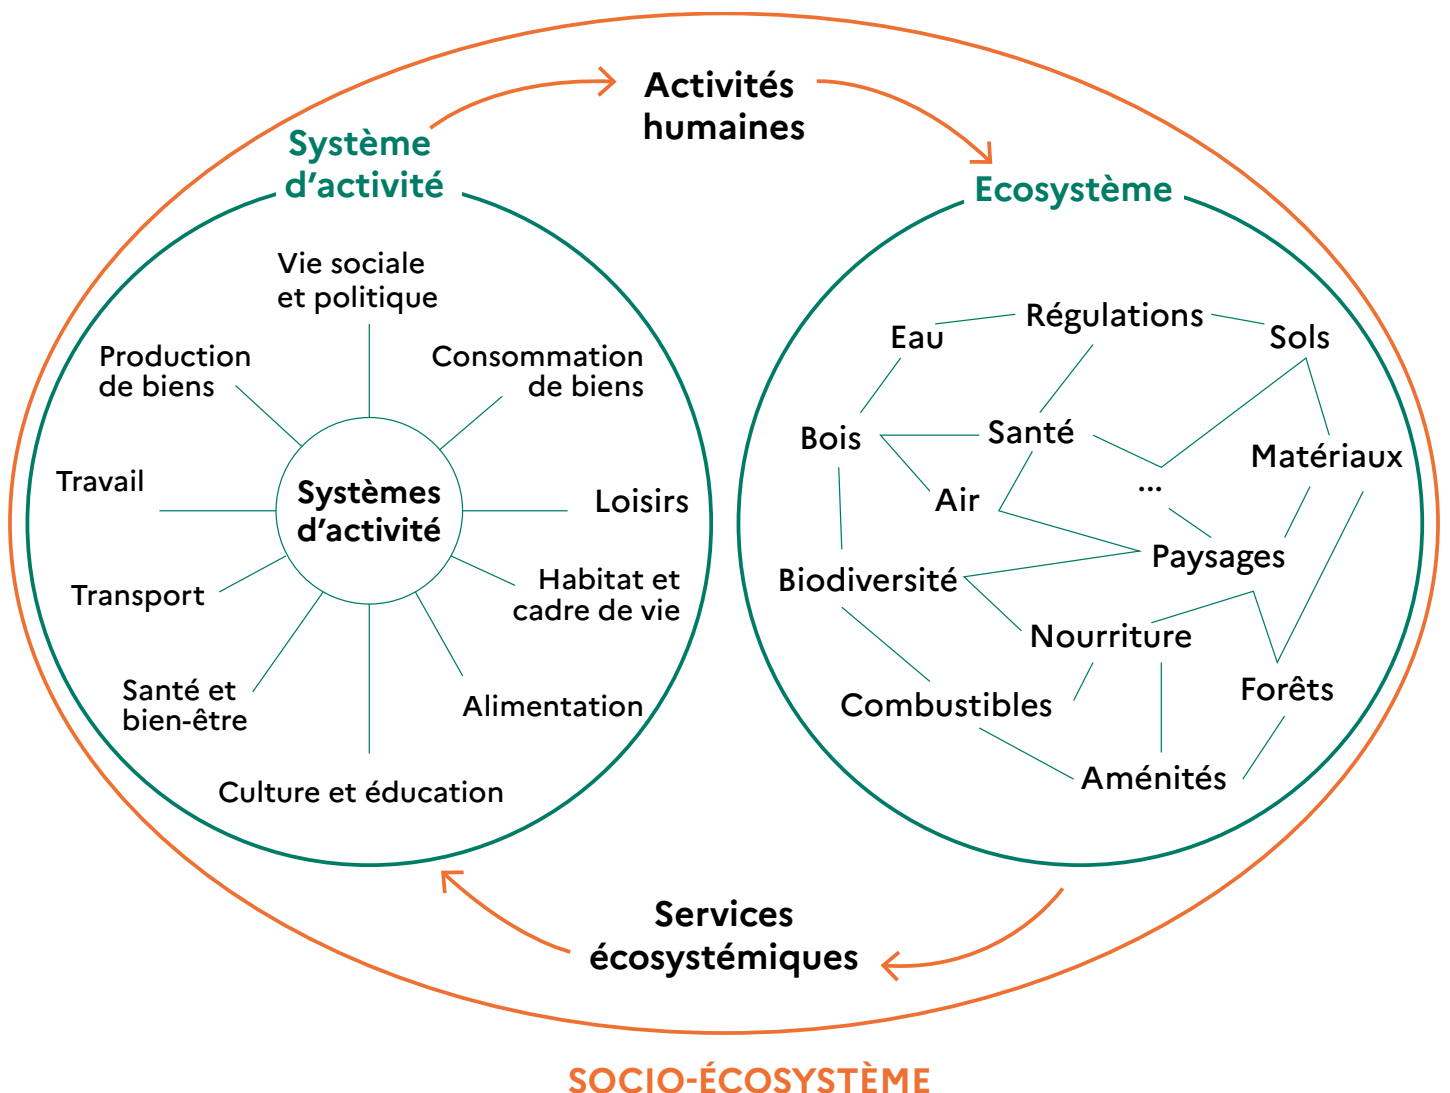 Activités
humaines
Système
d'activité
Ecosystème
Vie sociale
et politique
Production
de biens
Consommation
de biens
Travail
Systèmes
d'activité
Loisirs
Transport
Habitat et
cadre de vie
Santé et
bien-être
Alimentation
Culture et éducation
Eau
Régulations
Sols
Bois
Santé
Matériaux
Air
...
Paysages
Biodiversité
Nourriture
Combustibles
Forêts
Aménités
Services
écosystémiques
SOCIO-ÉCOSYSTÈME